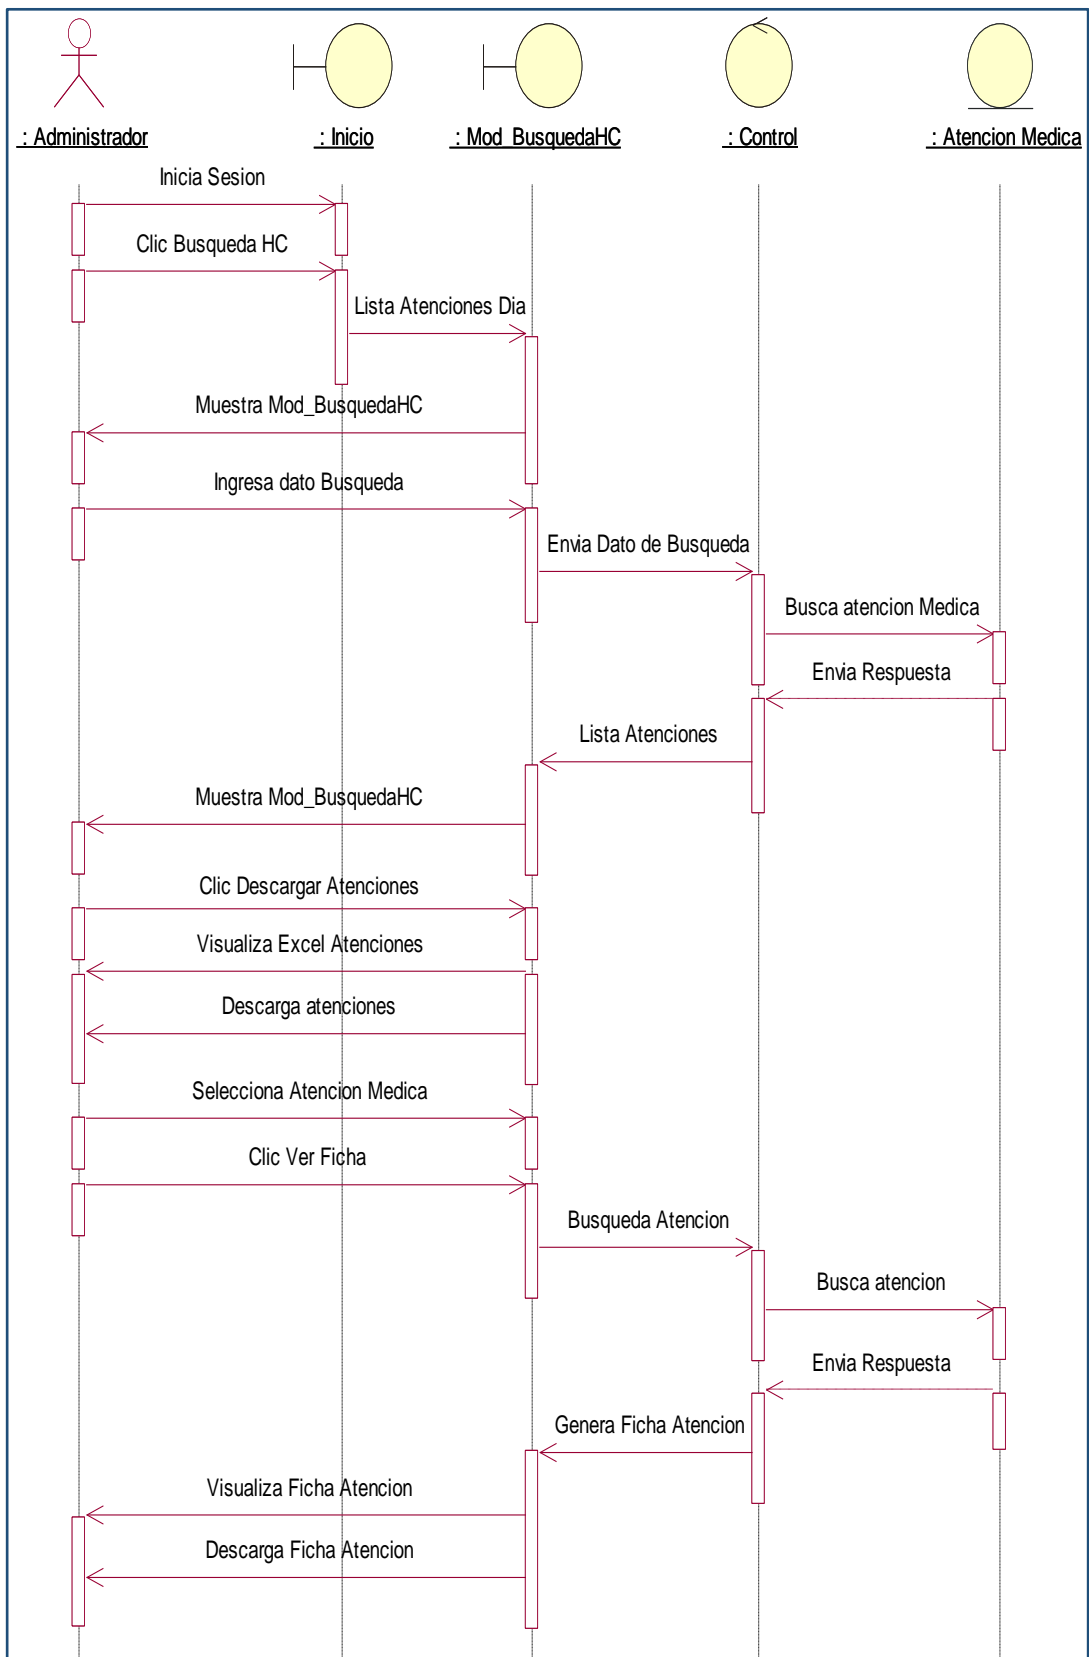 : Administrador
: Inicio
: Mod_BusquedaHC
: Control
: Atencion Medica
Inicia Sesion
Clic Busqueda HC
Lista Atenciones Dia
Muestra Mod_BusquedaHC
Ingresa dato Busqueda
Envia Dato de Busqueda
Busca atencion Medica
Envia Respuesta
Lista Atenciones
Muestra Mod_BusquedaHC
Clic Descargar Atenciones
Visualiza Excel Atenciones
Descarga atenciones
Selecciona Atencion Medica
Clic Ver Ficha
Busqueda Atencion
Busca atencion
Envia Respuesta
Genera Ficha Atencion
Visualiza Ficha Atencion
Descarga Ficha Atencion